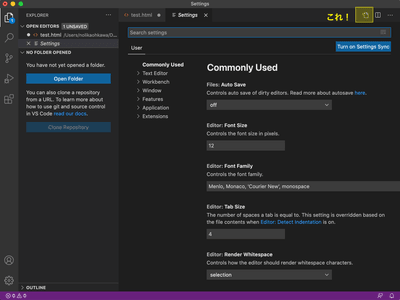 Settings
EXPLORER
OPEN EDITORS 1 UNSAVED
test.html
Settings
NO FOLDER OPENED
You have not yet opened a folder.
Open Folder
You can also clone a repository
from a URL. To learn more about
how to use git and source control
in VS Code read our docs.
Clone Repository
OUTLINE
test.html
Settings
これ！
Search settings
User
Turn on Settings Sync
Commonly Used
Text Editor
Workbench
Window
Features
Application
Extensions
Commonly Used
Files: Auto Save
Controls auto save of dirty editors. Read more about autosave here.
off
Editor: Font Size
Controls the font size in pixels.
12
Editor: Font Family
Controls the font family.
Menlo, Monaco, 'Courier New', monospace
Editor: Tab Size
The number of spaces a tab is equal to. This setting is overridden based on
the file contents when Editor: Detect Indentation is on.
4
Editor: Render Whitespace
Controls how the editor should render whitespace characters.
selection
0 0